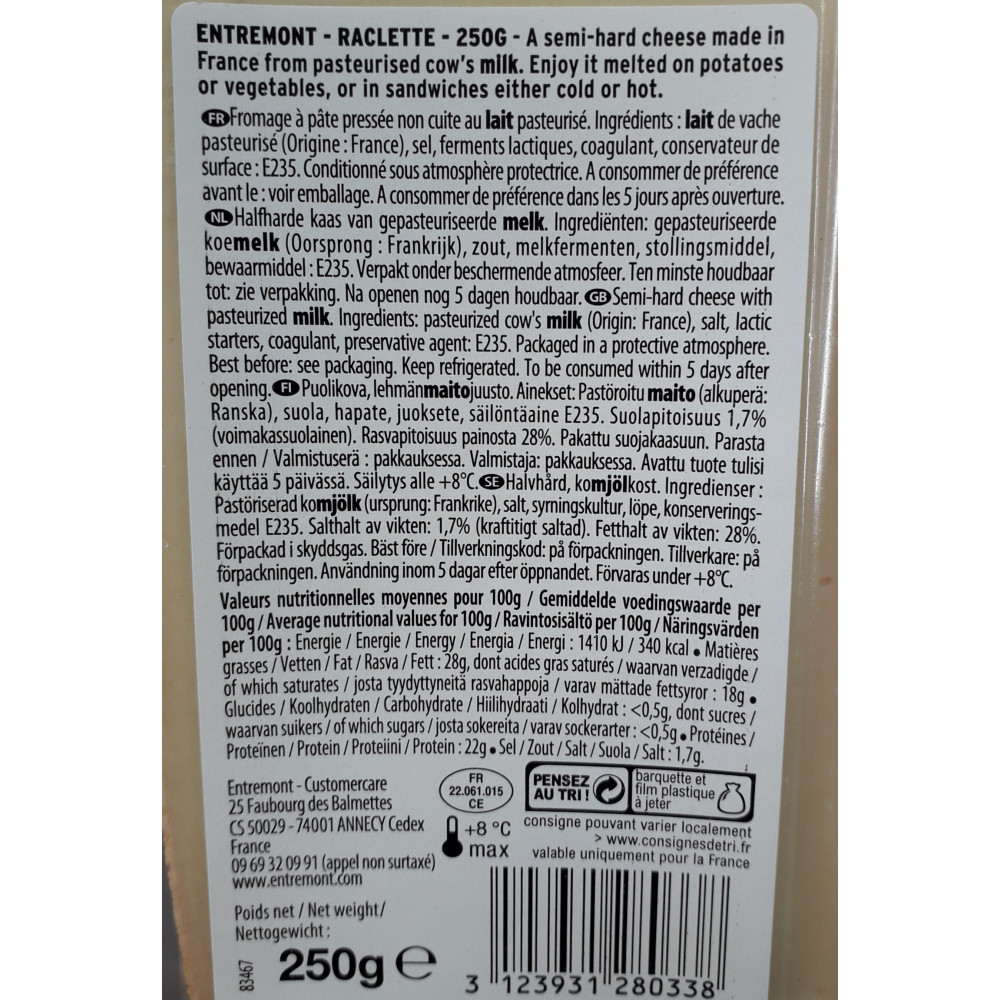 ENTREMONT - RACLETTE - 250G - A semi-hard cheese made in
France from pasteurised cow's milk. Enjoy it melted on potatoes
or vegetables, or in sandwiches either cold or hot.
FR Fromage à pâte pressée non cuite au lait pasteurisé. Ingrédients : lait de vache
pasteurisé (Origine : France), sel, ferments lactiques, coagulant, conservateur de
surface : E235. Conditionné sous atmosphère protectrice. A consommer de préférence
avant le : voir emballage. A consommer de préférence dans les 5 jours après ouverture.
NL Halfharde kaas van gepasteuriseerde melk. Ingrediënten: gepasteuriseerde
koemelk (Oorsprong : Frankrijk), zout, melkfermenten, stollingsmiddel,
bewaarmiddel : E235. Verpakt onder beschermende atmosfeer. Ten minste houdbaar
tot: zie verpakking. Na openen nog 5 dagen houdbaar. GB Semi-hard cheese with
pasteurized milk. Ingredients: pasteurized cow's milk (Origin: France), salt, lactic
starters, coagulant, preservative agent: E235. Packaged in a protective atmosphere.
Best before: see packaging. Keep refrigerated. To be consumed within 5 days after
opening. FI Puolikova, lehmänmaitojuusto. Ainekset: Pastöroitu maito (alkuperä:
Ranska), suola, hapate, juoksete, säilöntäaine E235. Suolapitoisuus 1,7%
(voimakassuolainen). Rasvapitoisuus painosta 28%. Pakattu suojakaasuun. Parasta
ennen / Valmistuserä : pakkauksessa. Valmistaja: pakkauksessa. Avattu tuote tulisi
käyttää 5 päivässä. Säilytys alle +8°C. SE Halvhård, komjölkost. Ingredienser :
Pastöriserad komjölk (ursprung: Frankrike), salt, syrningskultur, löpe, konserverings-
medel E235. Salthalt av vikten: 1,7% (kraftitigt saltad). Fetthalt av vikten: 28%.
Förpackad i skyddsgas. Bäst före / Tillverkningskod: på förpackningen. Tillverkare: på
förpackningen. Användning inom 5 dagar efter öppnandet. Förvaras under +8°C.
Valeurs nutritionnelles moyennes pour 100g / Gemiddelde voedingswaarde per
100g / Average nutritional values for 100g / Ravintosisältö per 100g / Näringsvärden
per 100g : Energie / Energie / Energy / Energia / Energi : 1410 kJ / 340 kcal • Matières
grasses / Vetten / Fat / Rasva / Fett : 28g, dont acides gras saturés / waarvan verzadigde /
of which saturates / josta tyydyttyneitä rasvahappoja / varav mättade fettsyror : 18g •
Glucides / Koolhydraten / Carbohydrate / Hiilihydraati / Kolhydrat : <0,5g, dont sucres /
waarvan suikers / of which sugars / josta sokereita / varav sockerarter : <0,5g • Protéines /
Proteïnen / Protein / Proteiini / Protein : 22g • Sel / Zout / Salt / Suola / Salt : 1,7g.
Entremont - Customercare
25 Faubourg des Balmettes
CS 50029 - 74001 ANNECY Cedex
France
09 69 32 09 91 (appel non surtaxé)
www.entremont.com
FR
22.061.015
CE
+8 °C
max
PENSEZ
AU TRI !
barquette et
film plastique
à jeter
consigne pouvant varier localement
> www.consignesdetri.fr
valable uniquement pour la France
Poids net / Net weight/
Nettogewicht :
250g e
83467
3 123931 280338